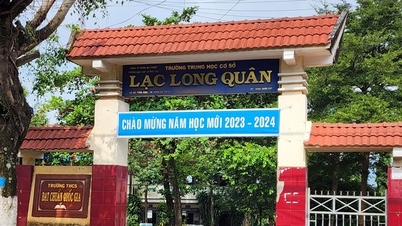 TRƯỜNG TRUNG HỌC CƠ SỞ
LẠC LONG QUÂN
CHÀO MỪNG NĂM HỌC MỚI 2023 - 2024
TRƯỜNG THCS
ĐẠT CHUẨN QUỐC GIA